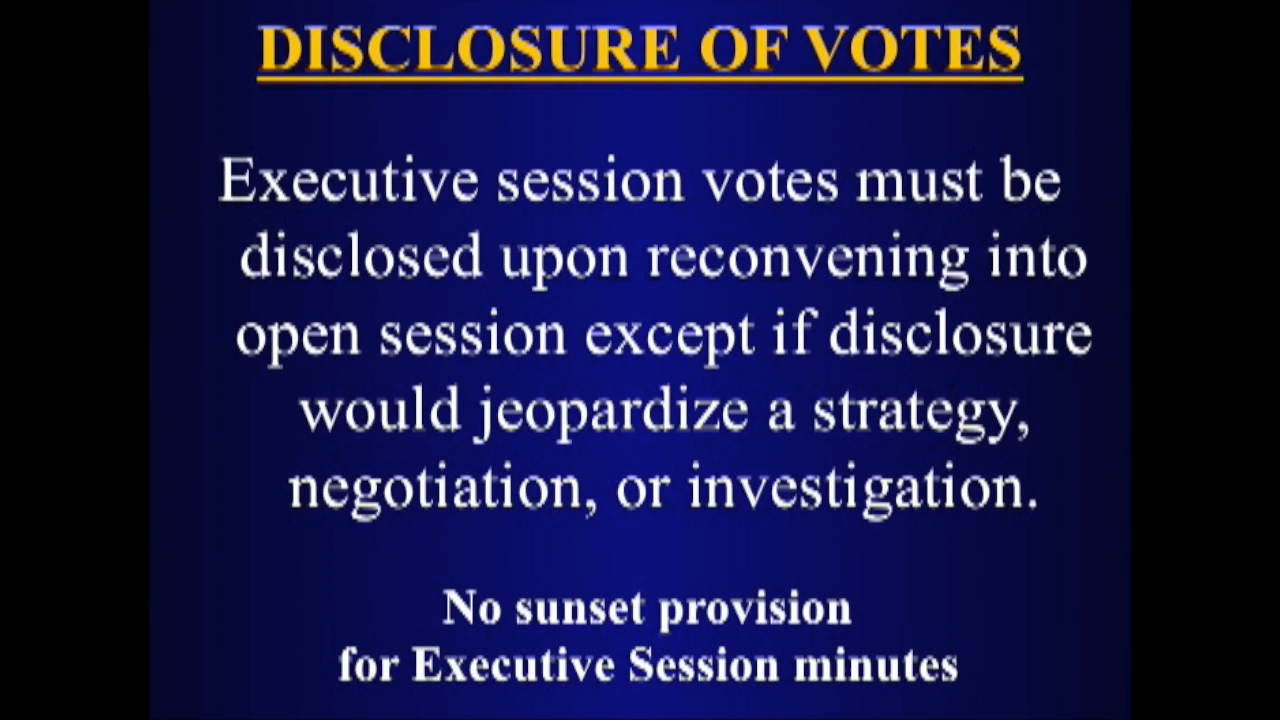 DISCLOSURE OF VOTES
Executive session votes must be
disclosed upon reconvening into
open session except if disclosure
would jeopardize a strategy,
negotiation, or investigation.
No sunset provision
for Executive Session minutes